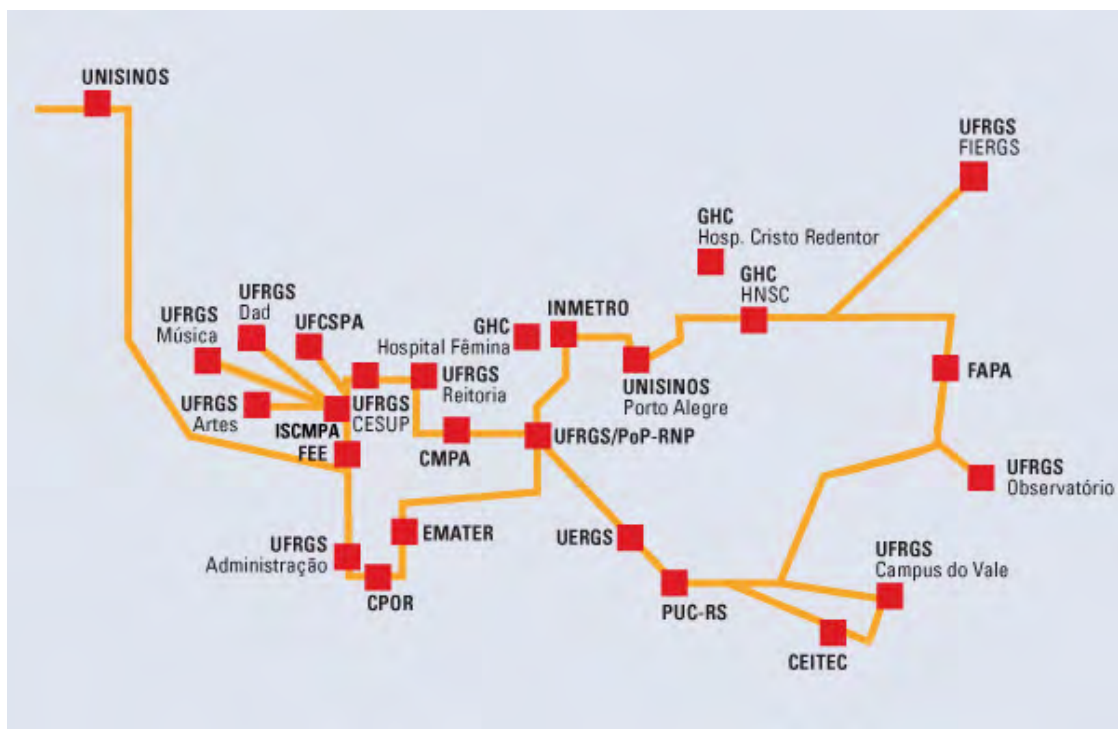 UNISINOS
UFRGS
FIERGS
GHC
Hosp. Cristo Redentor
GHC
HNSC
UFRGS
Dad
UFRGS
Música
UFCSPA
GHC
Hospital Fêmina
INMETRO
UFRGS
Reitoria
UNISINOS
Porto Alegre
FAPA
UFRGS
Artes
ISCMPA
UFRGS
CESUP
FEE
CMPA
UFRGS/PoP-RNP
UFRGS
Observatório
EMATER
UERGS
UFRGS
Administração
CPOR
UFRGS
Campus do Vale
PUC-RS
CEITEC